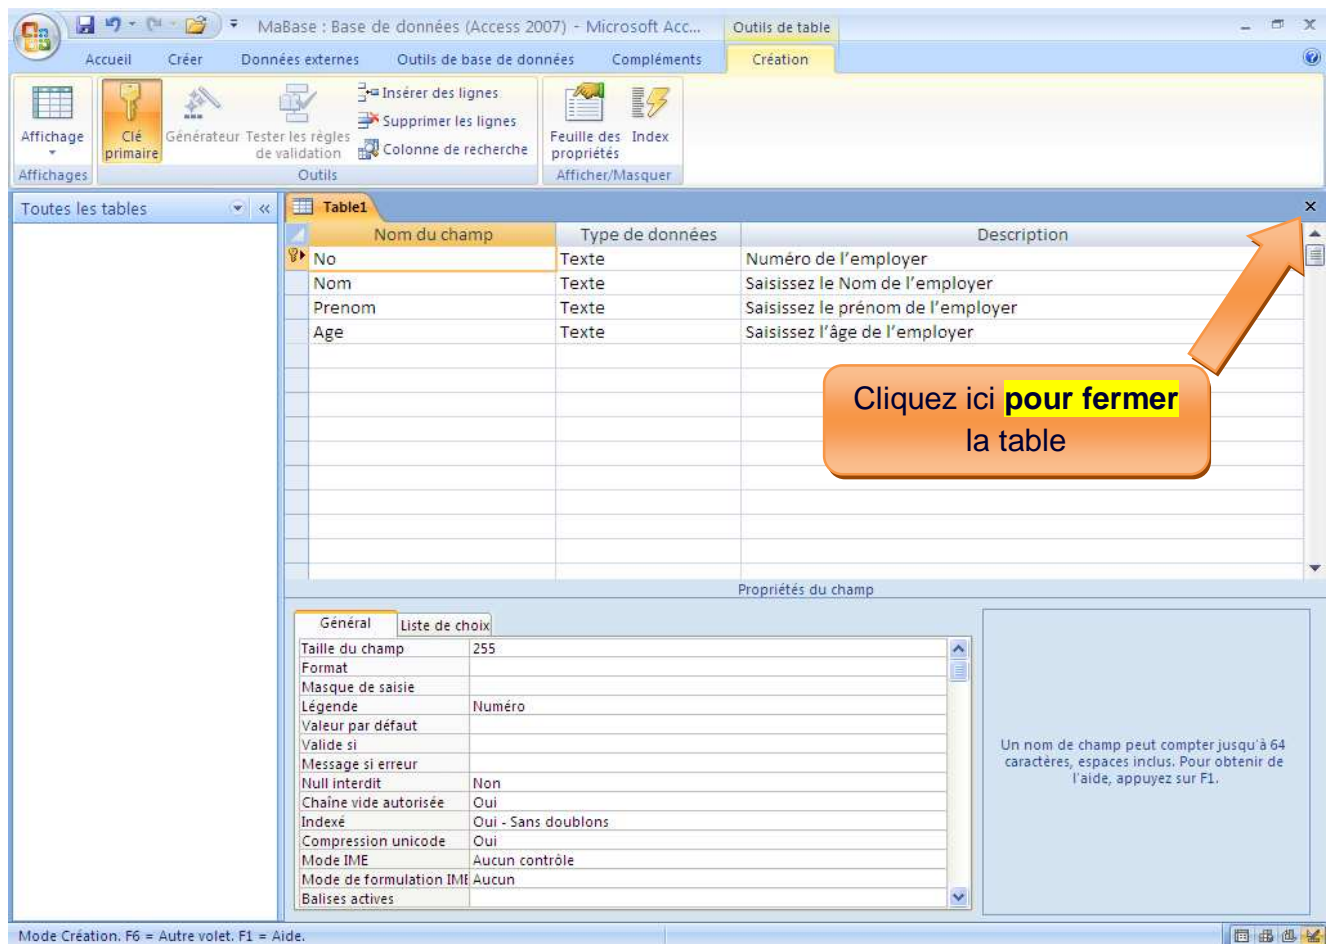 MaBase : Base de données (Access 2007) - Microsoft Acc...
Outils de table
Accueil Créer Données externes Outils de base de données Compléments Création
Affichage
Clé primaire
Générateur
Tester les règles de validation
Insérer des lignes
Supprimer les lignes
Colonne de recherche
Feuille des propriétés
Index
Affichages Outils Afficher/Masquer
Toutes les tables
Table1
Nom du champ Type de données Description
No Texte Numéro de l'employer
Nom Texte Saisissez le Nom de l'employer
Prenom Texte Saisissez le prénom de l'employer
Age Texte Saisissez l'âge de l'employer
Cliquez ici pour fermer
la table
Propriétés du champ
Général Liste de choix
Taille du champ 255
Format
Masque de saisie
Légende Numéro
Valeur par défaut
Valide si
Message si erreur
Null interdit Non
Chaîne vide autorisée Oui
Indexé Oui - Sans doublons
Compression unicode Oui
Mode IME Aucun contrôle
Mode de formulation IME Aucun
Balises actives
Un nom de champ peut compter jusqu'à 64
caractères, espaces inclus. Pour obtenir de
l'aide, appuyez sur F1.
Mode Création. F6 = Autre volet. F1 = Aide.